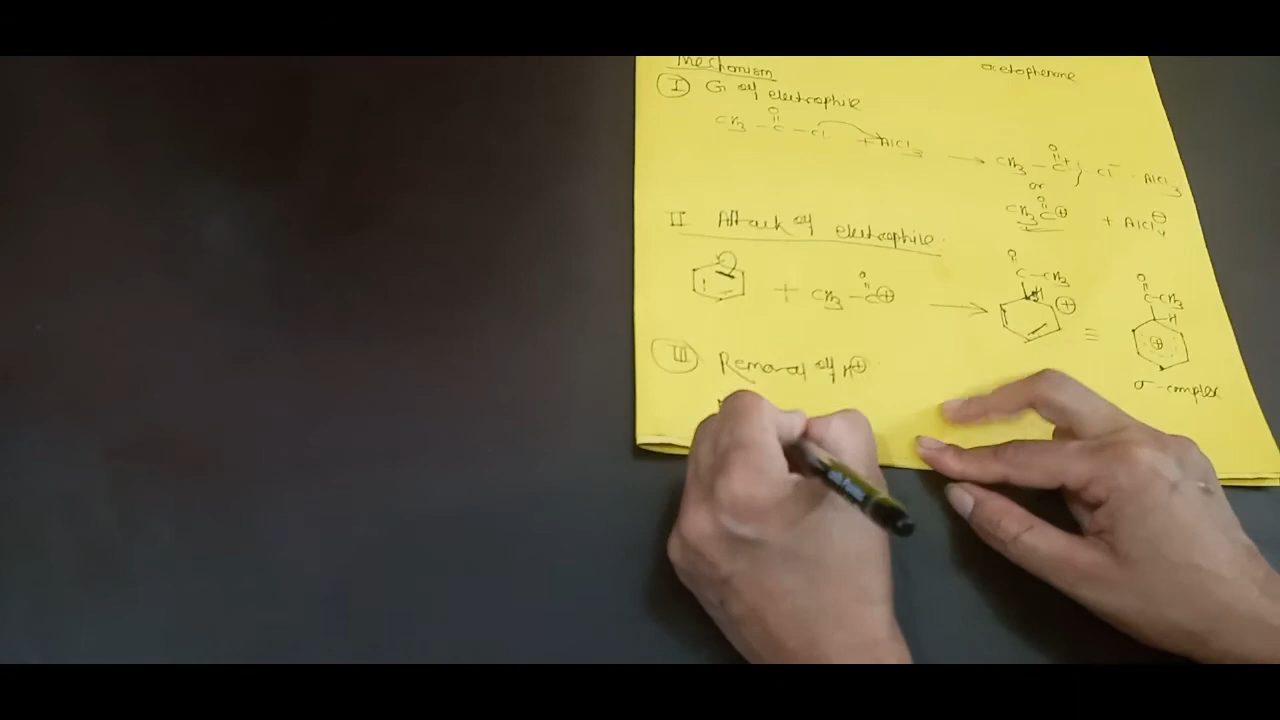 Mechanism
acetophenone
I G of electrophile
O
CH3 - C - Cl + AlCl3 → CH3 - C+ } Cl- . AlCl3
or
O
CH3 C⊕ + AlCl4⊖
II Attack of electrophile.
+ CH3 - C⊕ →
O
C - CH3
H ⊕
≡
O
C - CH3
H
⊕
σ-complex
III Removal of H⊕